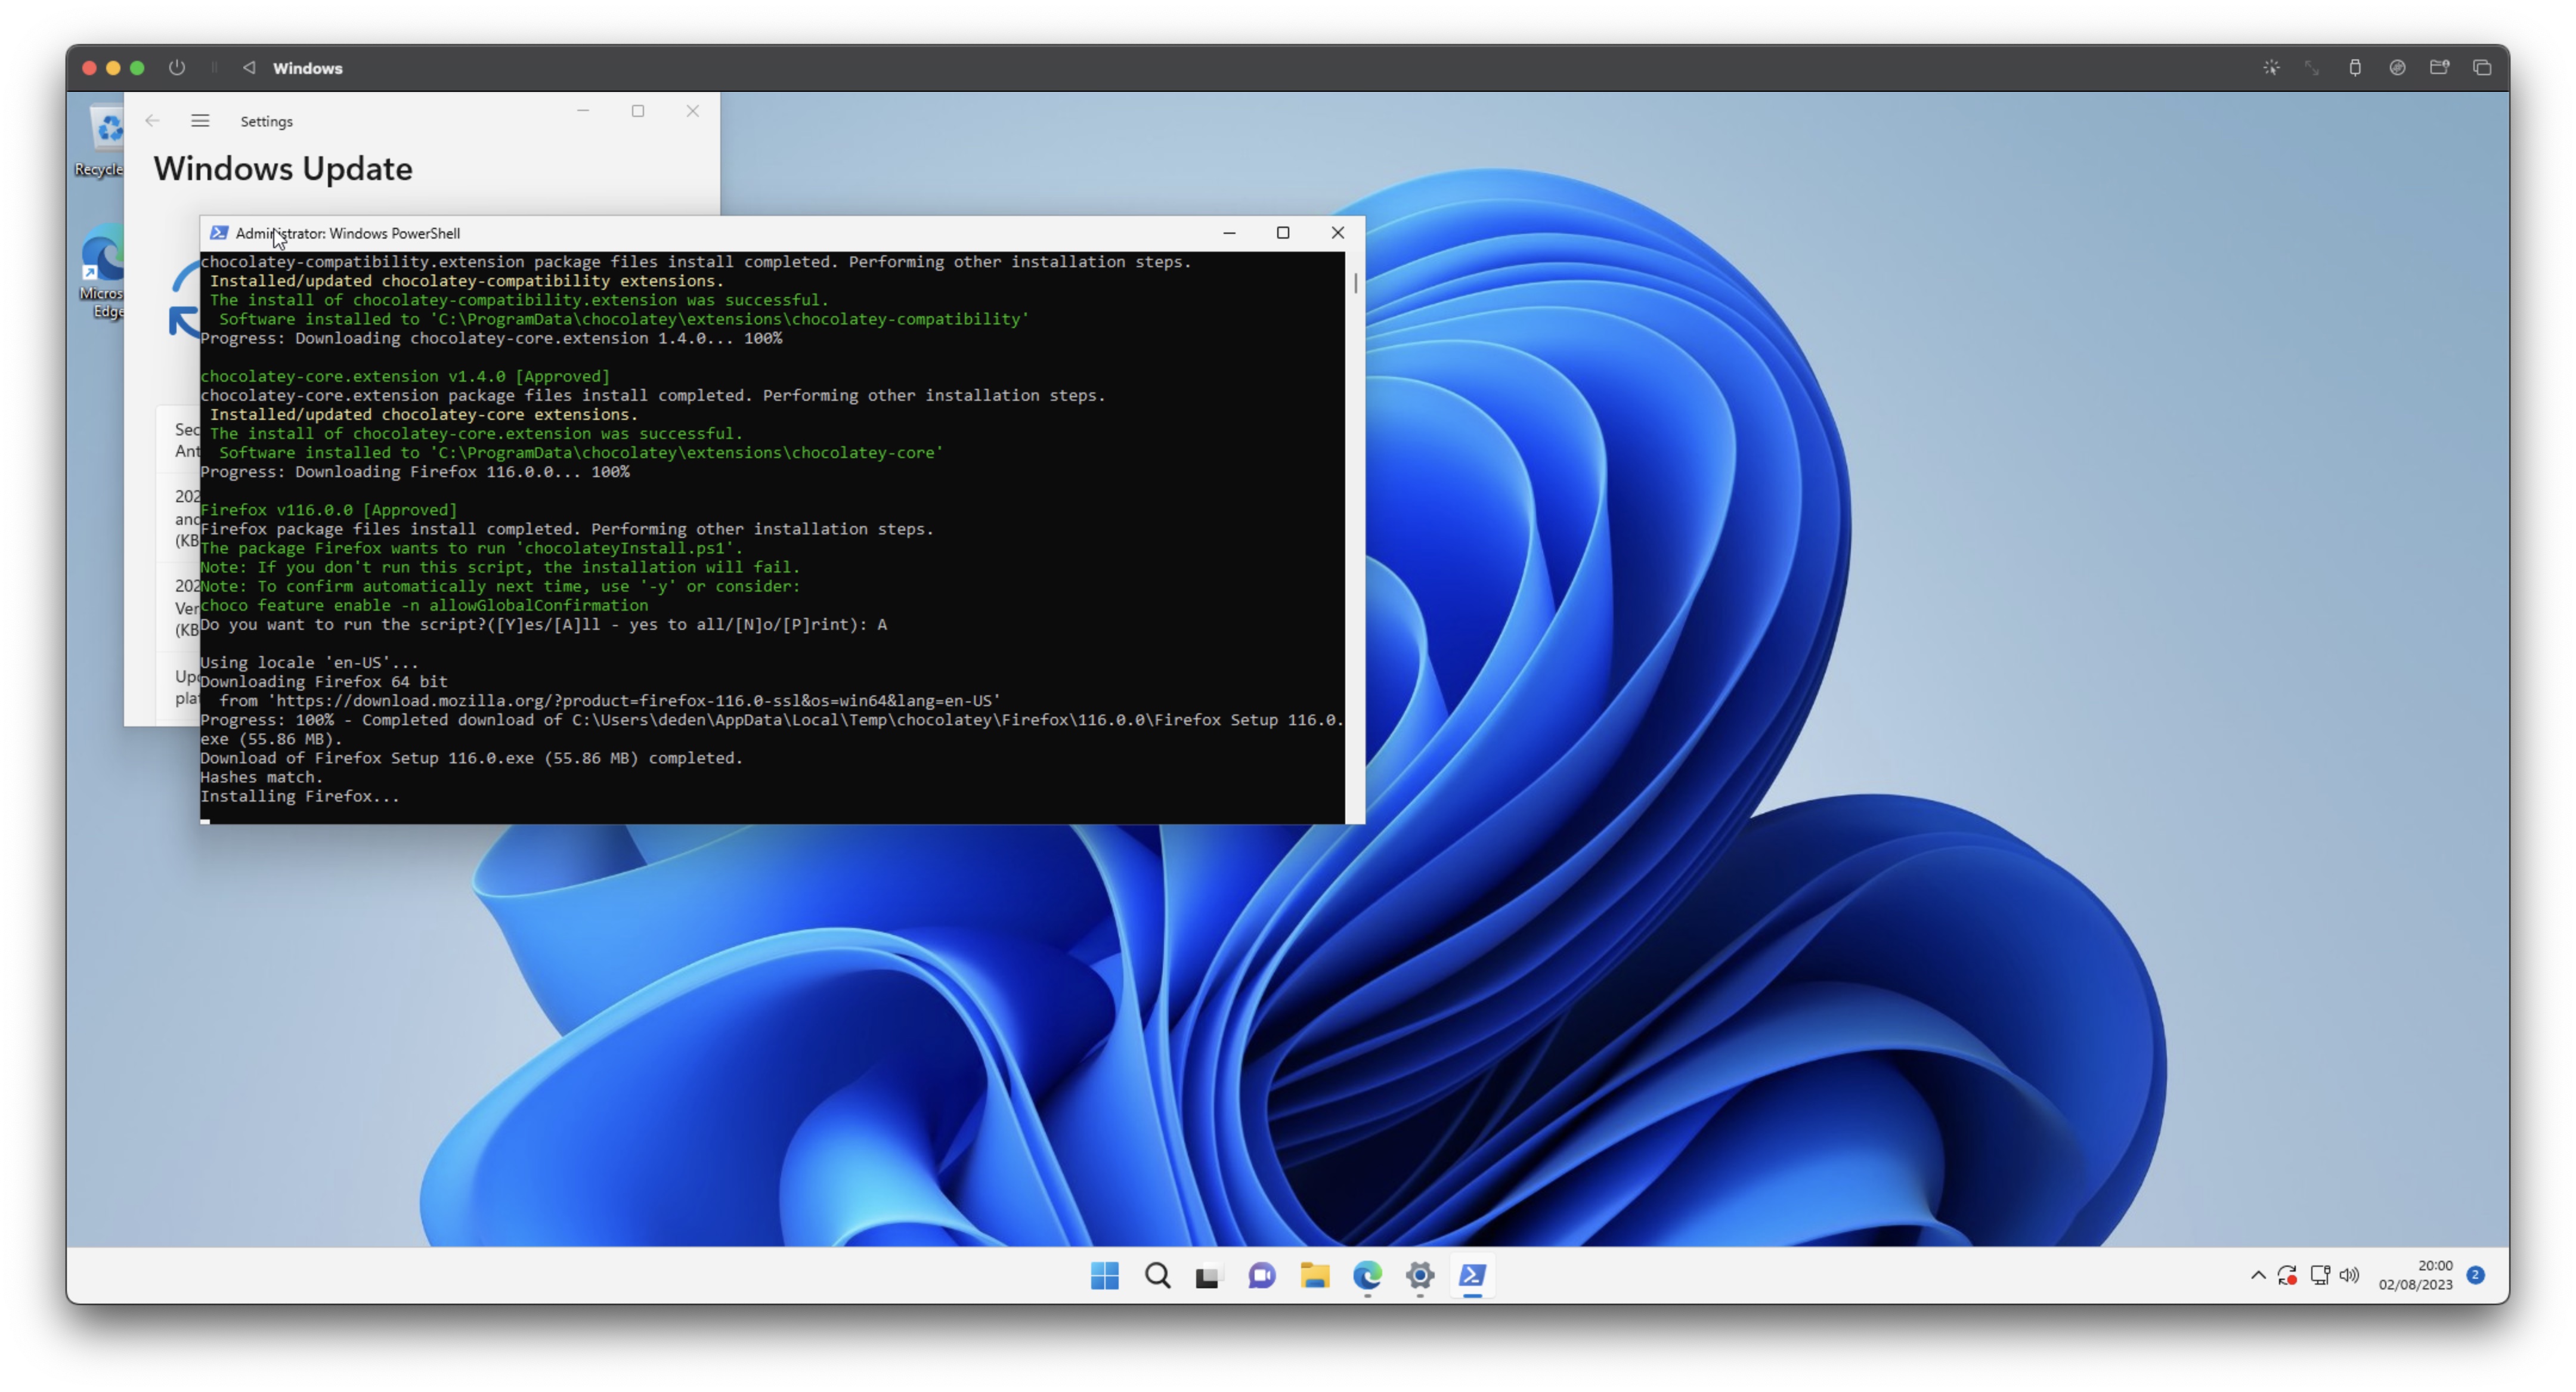 Windows
Recycle
Micros
Edge
Settings
Windows Update
Sec
Ant
202
and
(KB
202
Ver
(KB
Upd
plat
Administrator: Windows PowerShell
chocolatey-compatibility.extension package files install completed. Performing other installation steps.
Installed/updated chocolatey-compatibility extensions.
The install of chocolatey-compatibility.extension was successful.
Software installed to 'C:\ProgramData\chocolatey\extensions\chocolatey-compatibility'
Progress: Downloading chocolatey-core.extension 1.4.0... 100%
chocolatey-core.extension v1.4.0 [Approved]
chocolatey-core.extension package files install completed. Performing other installation steps.
Installed/updated chocolatey-core extensions.
The install of chocolatey-core.extension was successful.
Software installed to 'C:\ProgramData\chocolatey\extensions\chocolatey-core'
Progress: Downloading Firefox 116.0.0... 100%
Firefox v116.0.0 [Approved]
Firefox package files install completed. Performing other installation steps.
The package Firefox wants to run 'chocolateyInstall.ps1'.
Note: If you don't run this script, the installation will fail.
Note: To confirm automatically next time, use '-y' or consider:
choco feature enable -n allowGlobalConfirmation
Do you want to run the script?([Y]es/[A]ll - yes to all/[N]o/[P]rint): A
Using locale 'en-US'...
Downloading Firefox 64 bit
from 'https://download.mozilla.org/?product=firefox-116.0-ssl&os=win64&lang=en-US'
Progress: 100% - Completed download of C:\Users\deden\AppData\Local\Temp\chocolatey\Firefox\116.0.0\Firefox Setup 116.0.
exe (55.86 MB).
Download of Firefox Setup 116.0.exe (55.86 MB) completed.
Hashes match.
Installing Firefox...
20:00
02/08/2023
2